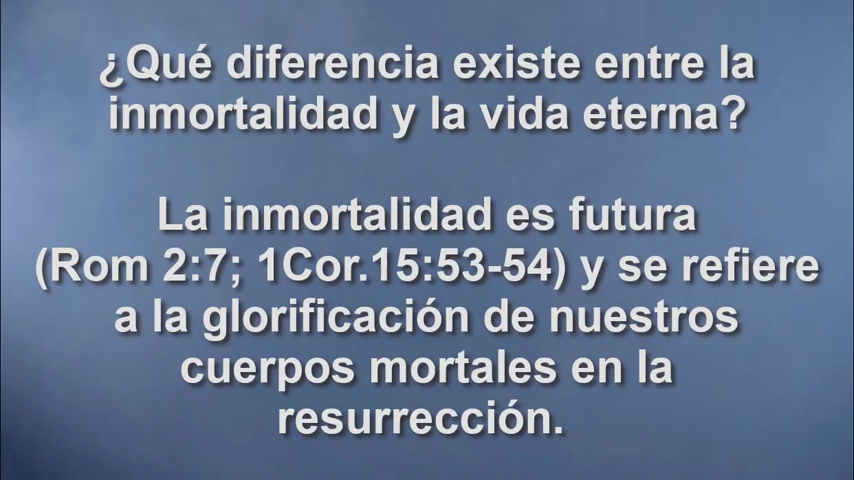 ¿Qué diferencia existe entre la
inmortalidad y la vida eterna?
La inmortalidad es futura
(Rom 2:7; 1Cor.15:53-54) y se refiere
a la glorificación de nuestros
cuerpos mortales en la
resurrección.